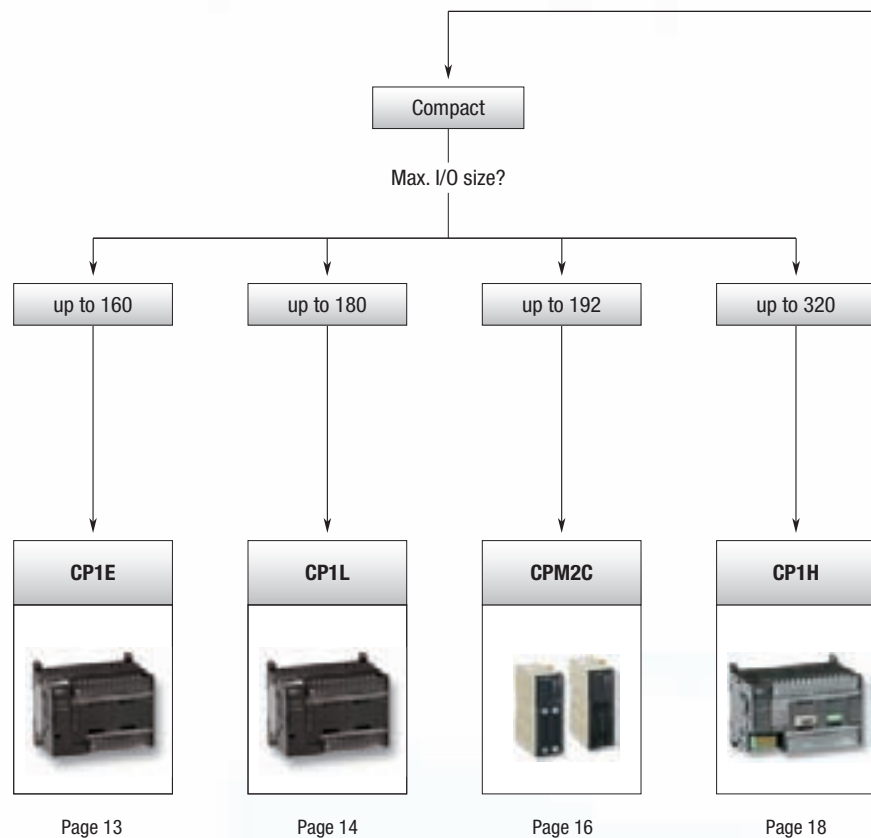 Compact
Max. I/O size?
up to 160
up to 180
up to 192
up to 320
CP1E
CP1L
CPM2C
CP1H
Page 13
Page 14
Page 16
Page 18